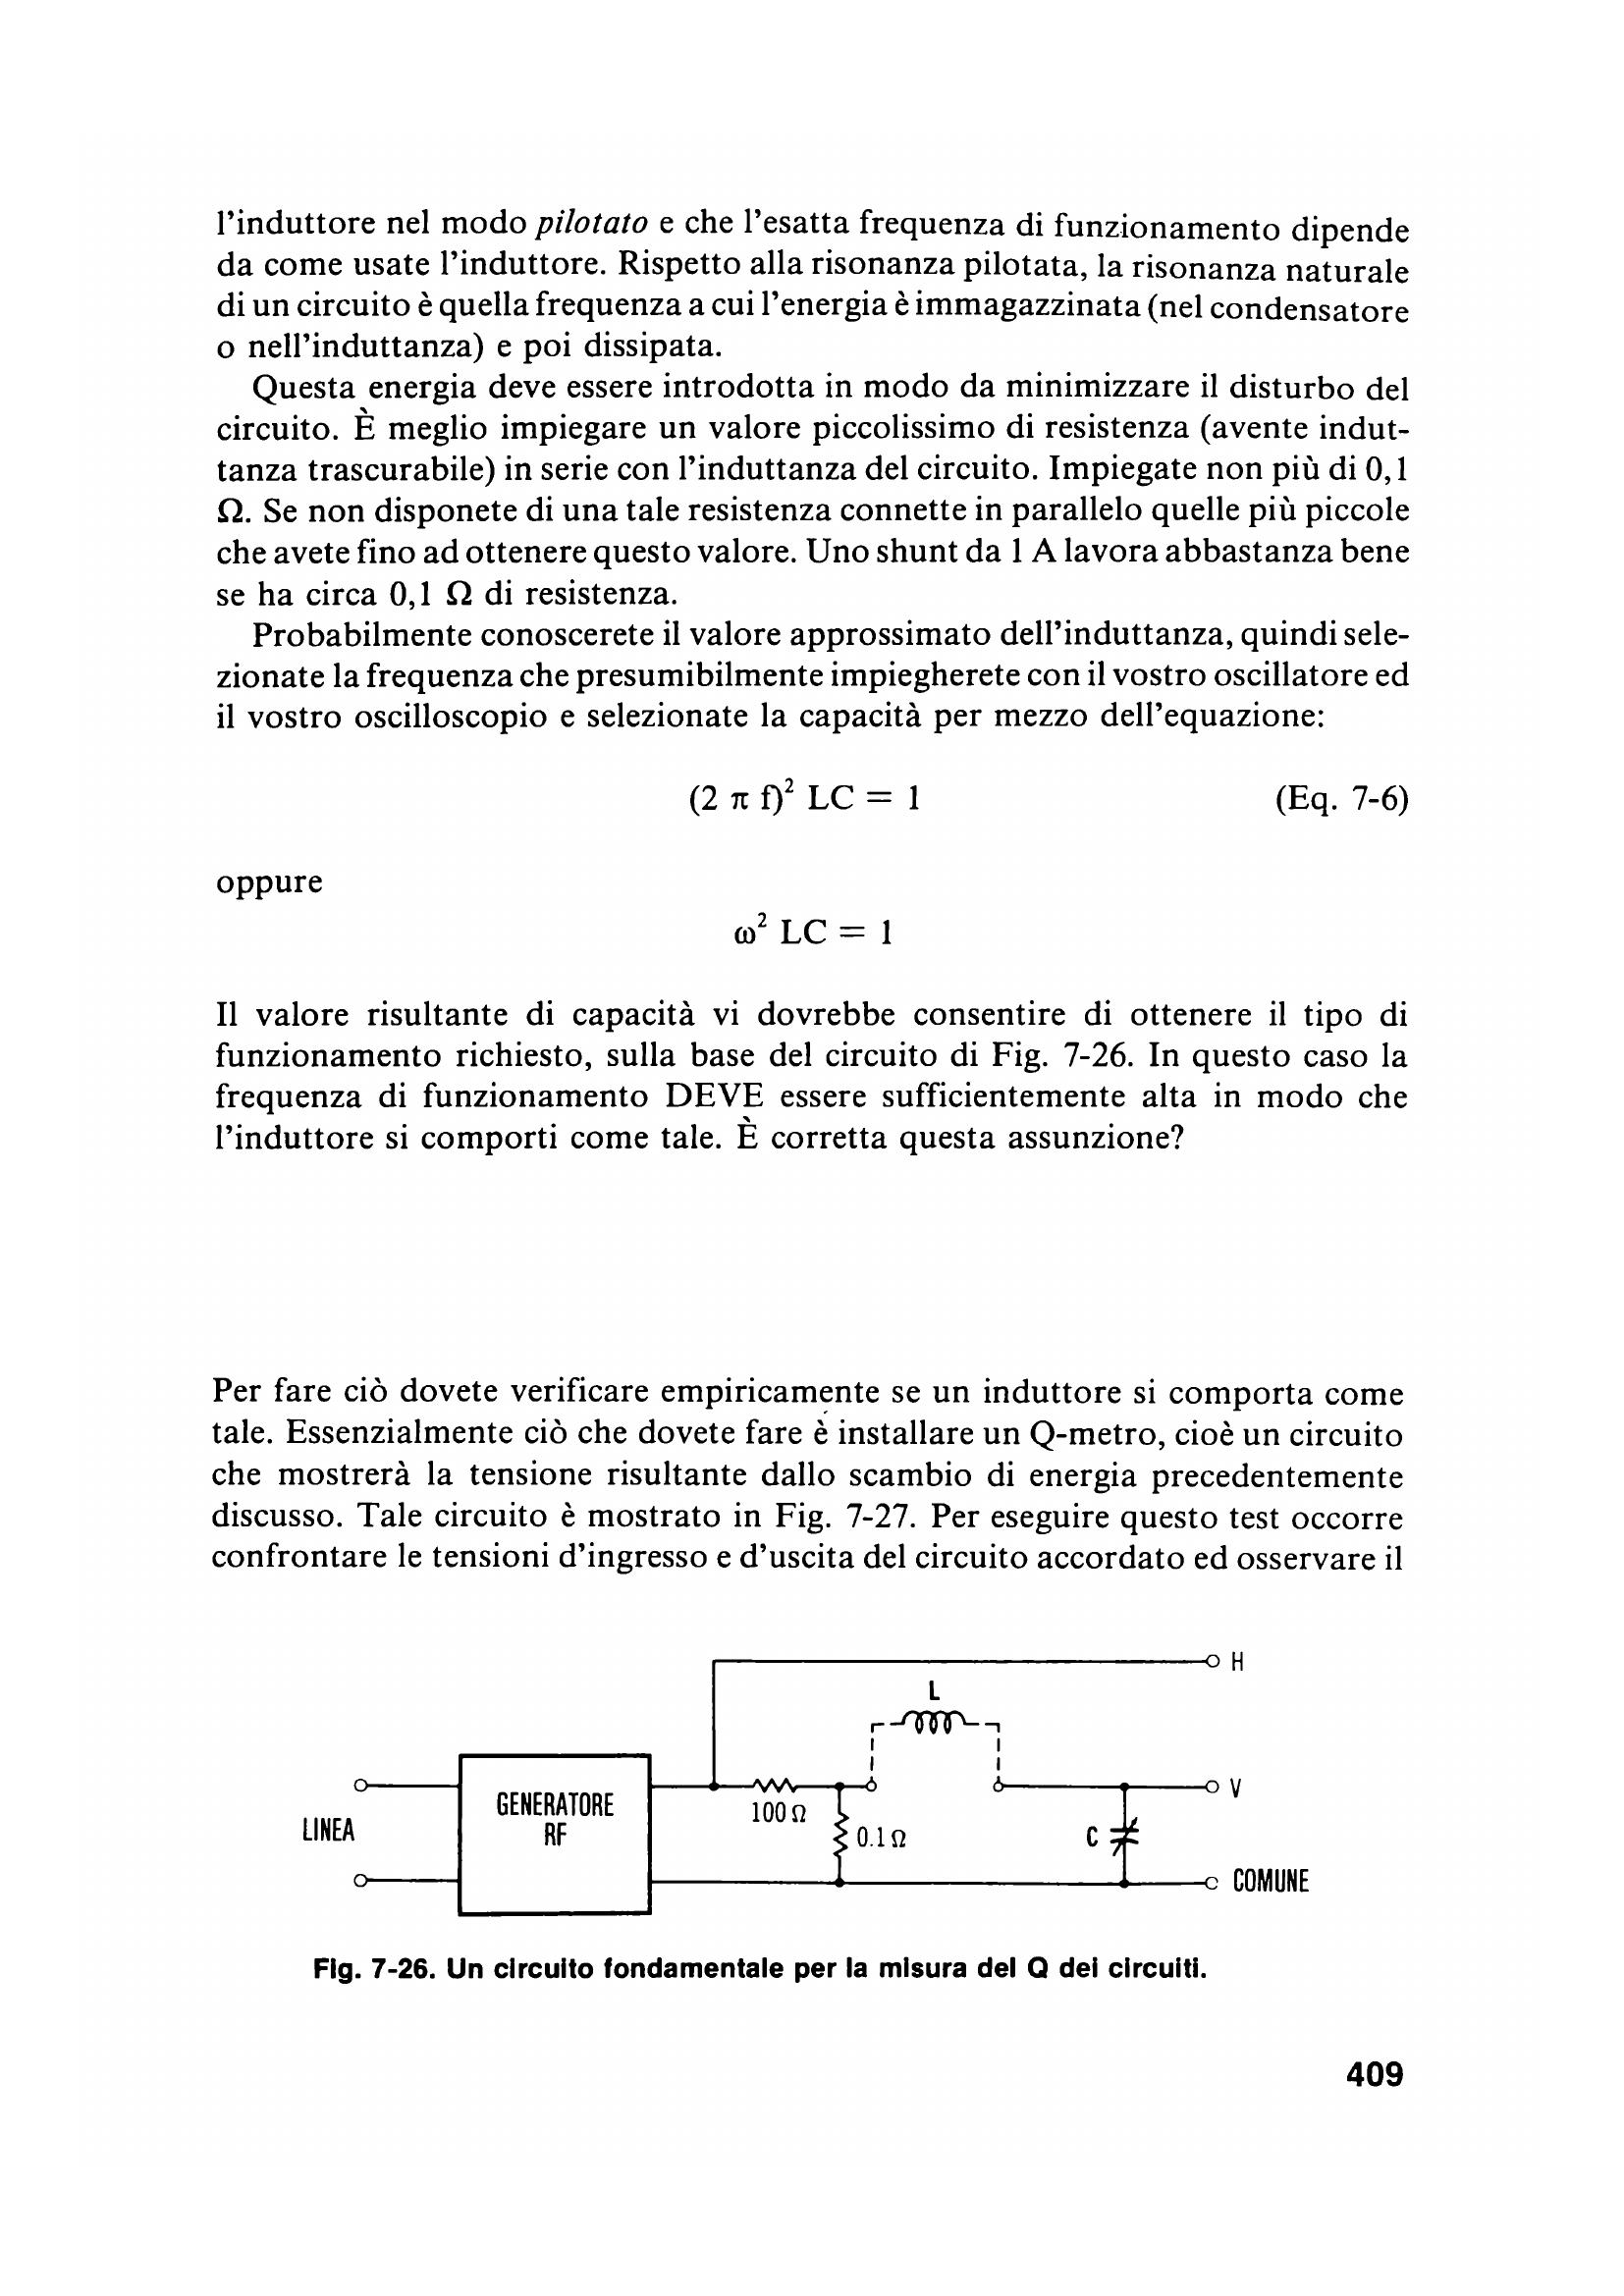 l'induttore nel modo pilotato e che l'esatta frequenza di funzionamento dipende
da come usate l'induttore. Rispetto alla risonanza pilotata, la risonanza naturale
di un circuito è quella frequenza a cui l'energia è immagazzinata (nel condensatore
o nell'induttanza) e poi dissipata.
Questa energia deve essere introdotta in modo da minimizzare il disturbo del
circuito. È meglio impiegare un valore piccolissimo di resistenza (avente indut-
tanza trascurabile) in serie con l'induttanza del circuito. Impiegate non più di 0,1
Ω. Se non disponete di una tale resistenza connette in parallelo quelle più piccole
che avete fino ad ottenere questo valore. Uno shunt da 1 A lavora abbastanza bene
se ha circa 0,1 Ω di resistenza.
Probabilmente conoscerete il valore approssimato dell'induttanza, quindi sele-
zionate la frequenza che presumibilmente impiegherete con il vostro oscillatore ed
il vostro oscilloscopio e selezionate la capacità per mezzo dell'equazione:
(2 π f)² LC = 1 (Eq. 7-6)
oppure
ω² LC = 1
Il valore risultante di capacità vi dovrebbe consentire di ottenere il tipo di
funzionamento richiesto, sulla base del circuito di Fig. 7-26. In questo caso la
frequenza di funzionamento DEVE essere sufficientemente alta in modo che
l'induttore si comporti come tale. È corretta questa assunzione?
Per fare ciò dovete verificare empiricamente se un induttore si comporta come
tale. Essenzialmente ciò che dovete fare è installare un Q-metro, cioè un circuito
che mostrerà la tensione risultante dallo scambio di energia precedentemente
discusso. Tale circuito è mostrato in Fig. 7-27. Per eseguire questo test occorre
confrontare le tensioni d'ingresso e d'uscita del circuito accordato ed osservare il
H
L
V
GENERATORE
RF
100 Ω
LINEA
0.1 Ω
C
COMUNE
Fig. 7-26. Un circuito fondamentale per la misura del Q dei circuiti.
409